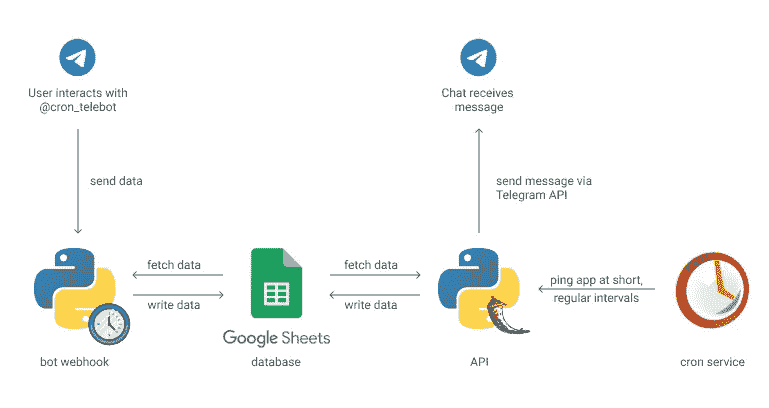 User interacts with
@cron_telebot
Chat receives
message
send data
send message via
Telegram API
fetch data
write data
fetch data
write data
ping app at short,
regular intervals
Google Sheets
bot webhook
database
API
cron service